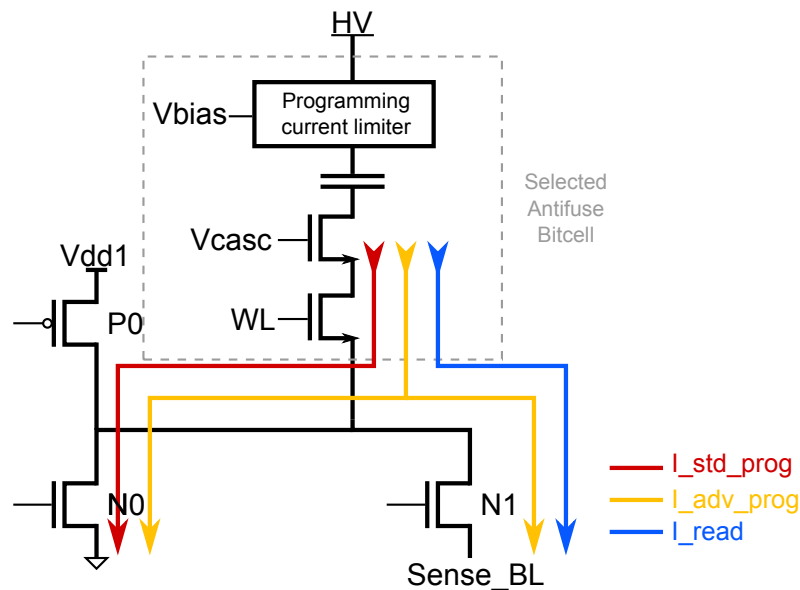 HV
Programming
current limiter
Vbias
Selected
Antifuse
Bitcell
Vcasc
Vdd1
WL
P0
I_std_prog
N0
N1
I_adv_prog
I_read
Sense_BL